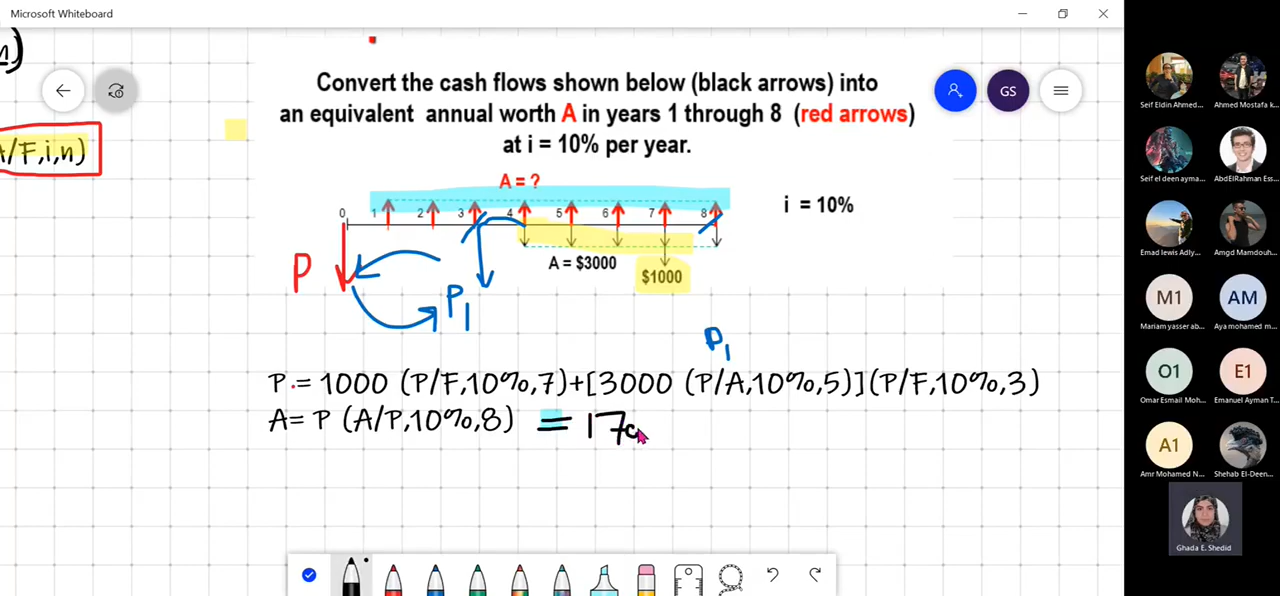 Microsoft Whiteboard
A/F,i,n)
Convert the cash flows shown below (black arrows) into
an equivalent annual worth A in years 1 through 8 (red arrows)
at i = 10% per year.
GS
A = ?
0 1 2 3 4 5 6 7 8
i = 10%
A = $3000
$1000
P
P1
P1
P = 1000 (P/F,10%,7)+[3000 (P/A,10%,5)](P/F,10%,3)
A= P (A/P,10%,8) = 17
Seif Eldin Ahmed...
Ahmed Mostafa k...
Seif el deen ayma...
AbdElRahman Ess...
Emad lewis Adly...
Amgd Mamdouh...
M1
AM
Mariam yasser ab...
Aya mohamed m...
O1
E1
Omar Esmail Moh...
Emanuel Ayman T...
A1
Amr Mohamed N...
Shehab El-Deen...
Ghada E. Shedid